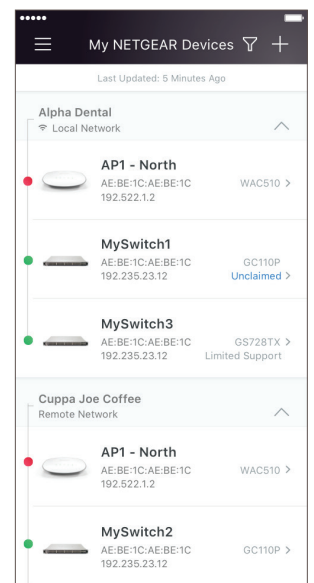 My NETGEAR Devices
Last Updated: 5 Minutes Ago
Alpha Dental
Local Network
AP1 - North
AE:BE:1C:AE:BE:1C
WAC510
192.522.1.2
MySwitch1
AE:BE:1C:AE:BE:1C
GC110P
192.235.23.12
Unclaimed
MySwitch3
AE:BE:1C:AE:BE:1C
GS728TX
192.235.23.12
Limited Support
Cuppa Joe Coffee
Remote Network
AP1 - North
AE:BE:1C:AE:BE:1C
WAC510
192.522.1.2
MySwitch2
AE:BE:1C:AE:BE:1C
GC110P
192.235.23.12